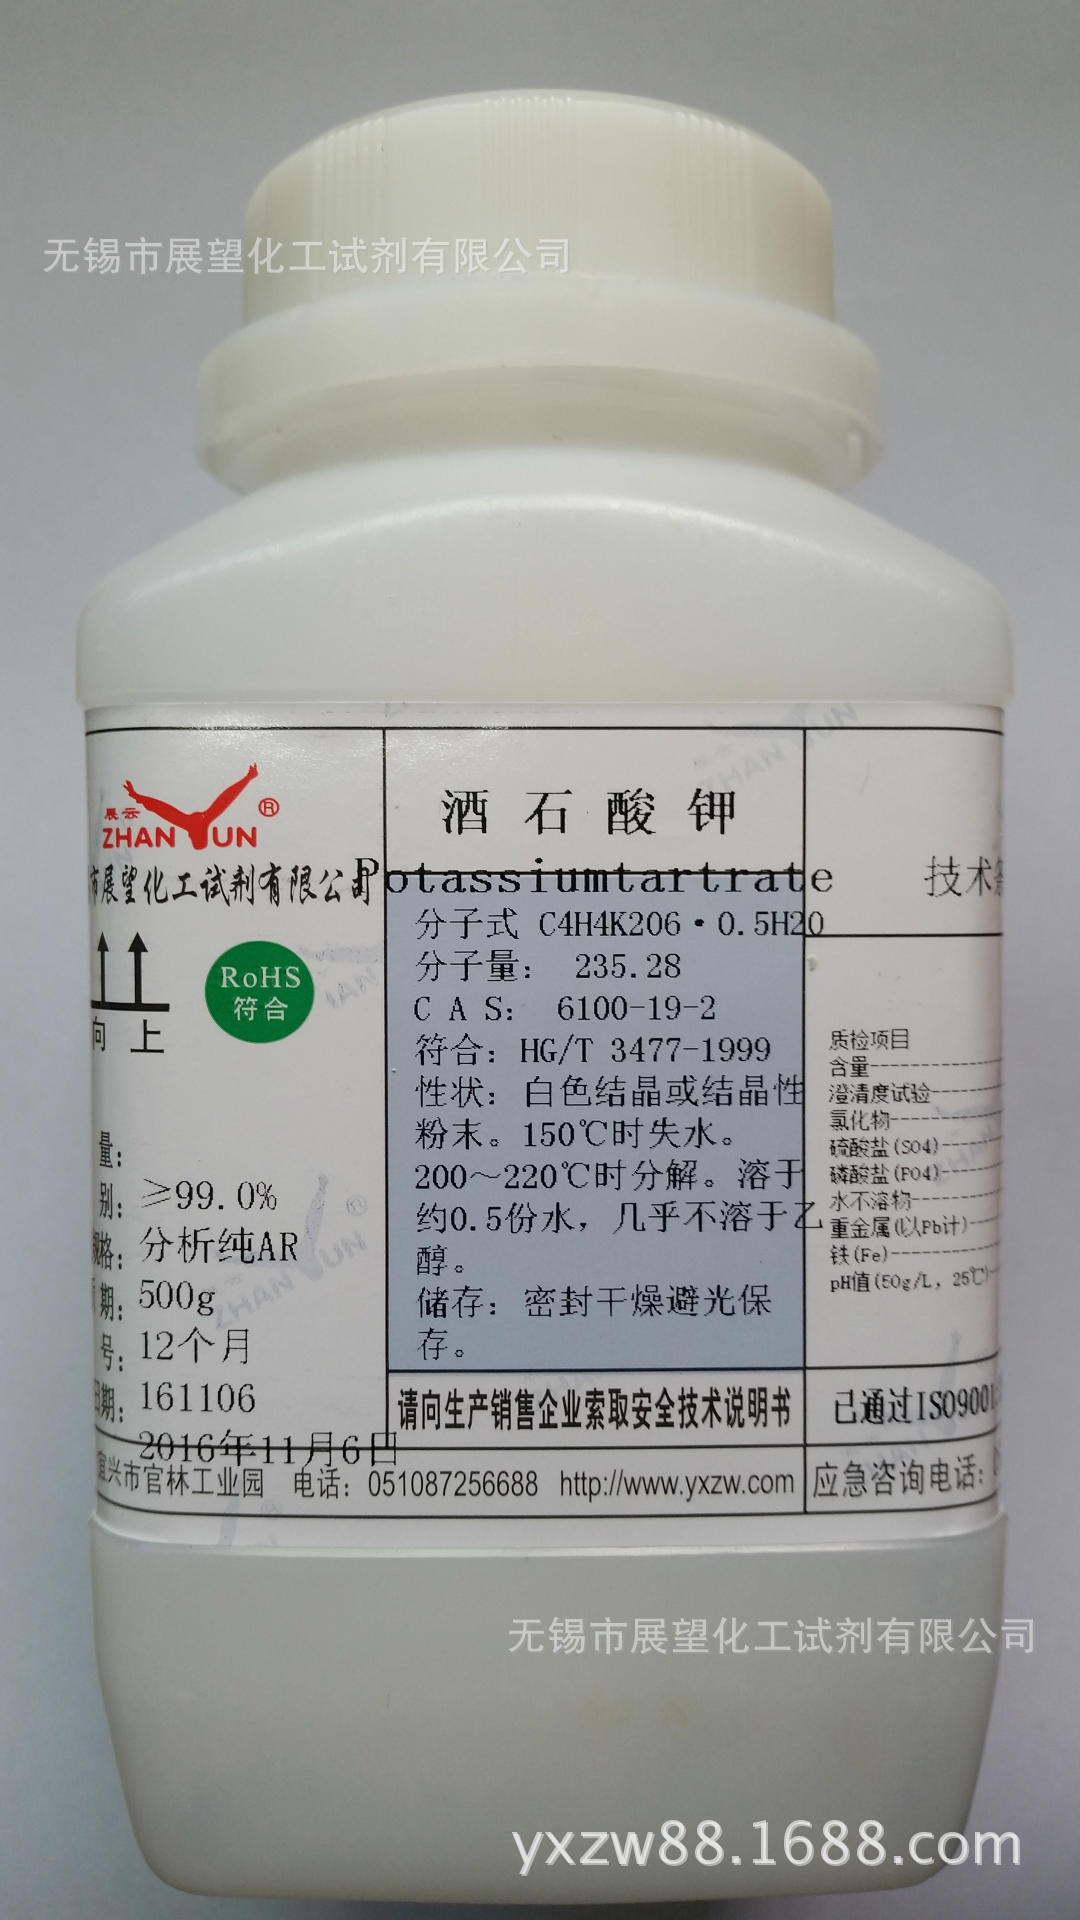 无锡市展望化工试剂有限公司
展云
ZHANYUN®
市展望化工试剂有限公司
向上
RoHS
符合
量：
别：
≥99.0%
规格：
分析纯AR
期：
500g
号：
12个月
日期：
161106
2016年11月6日
酒石酸钾
Potassiumtartrate
分子式 C4H4K2O6·0.5H2O
分子量： 235.28
C A S： 6100-19-2
符合：HG/T 3477-1999
性状：白色结晶或结晶性
粉末。150℃时失水。
200～220℃时分解。溶于
约0.5份水，几乎不溶于乙
醇。
储存：密封干燥避光保
存。
请向生产销售企业索取安全技术说明书
技术
质检项目
含量
澄清度试验
氯化物
硫酸盐(SO4)
磷酸盐(PO4)
水不溶物
重金属(以Pb计)
铁(Fe)
pH值(50g/L，25℃)
已通过ISO9001
宜兴市官林工业园 电话：051087256688 http://www.yxzw.com
应急咨询电话：
无锡市展望化工试剂有限公司
yxzw88.1688.com